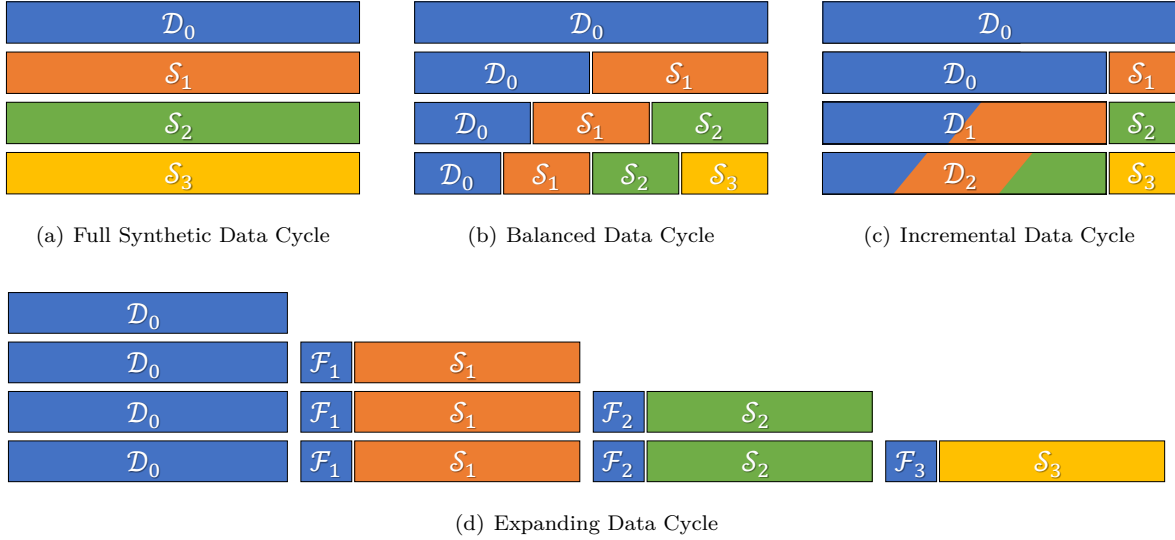 𝒟₀
𝒮₁
𝒮₂
𝒮₃
(a) Full Synthetic Data Cycle
𝒟₀
𝒟₀ 𝒮₁
𝒟₀ 𝒮₁ 𝒮₂
𝒟₀ 𝒮₁ 𝒮₂ 𝒮₃
(b) Balanced Data Cycle
𝒟₀
𝒟₀ 𝒮₁
𝒟₁ 𝒮₂
𝒟₂ 𝒮₃
(c) Incremental Data Cycle
𝒟₀
𝒟₀ ℱ₁ 𝒮₁
𝒟₀ ℱ₁ 𝒮₁ ℱ₂ 𝒮₂
𝒟₀ ℱ₁ 𝒮₁ ℱ₂ 𝒮₂ ℱ₃ 𝒮₃
(d) Expanding Data Cycle